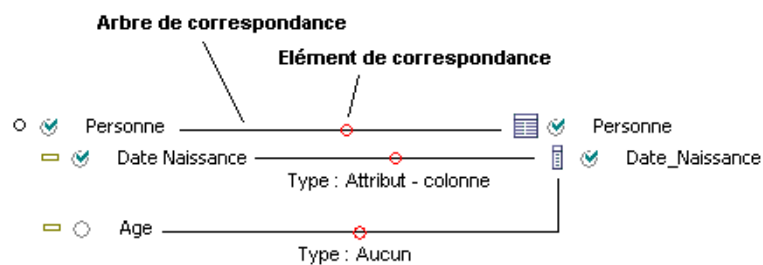 Arbre de correspondance
Elément de correspondance
Personne
Personne
Date Naissance
Date_Naissance
Type : Attribut - colonne
Age
Type : Aucun